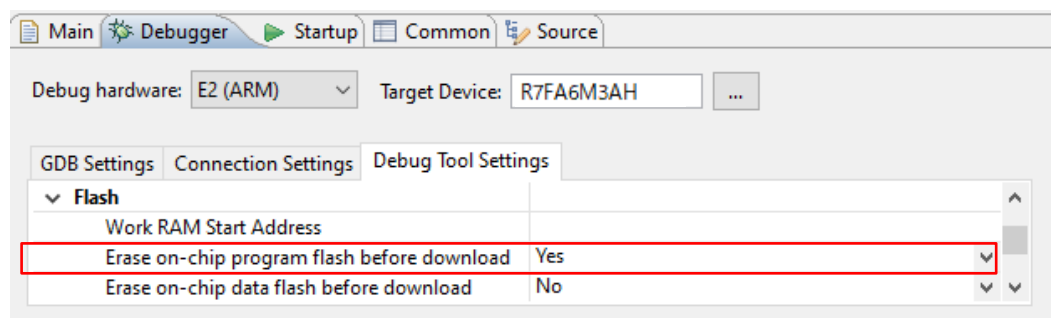 Main Debugger Startup Common Source
Debug hardware: E2 (ARM) Target Device: R7FA6M3AH ...
GDB Settings Connection Settings Debug Tool Settings
Flash
Work RAM Start Address
Erase on-chip program flash before download Yes
Erase on-chip data flash before download No